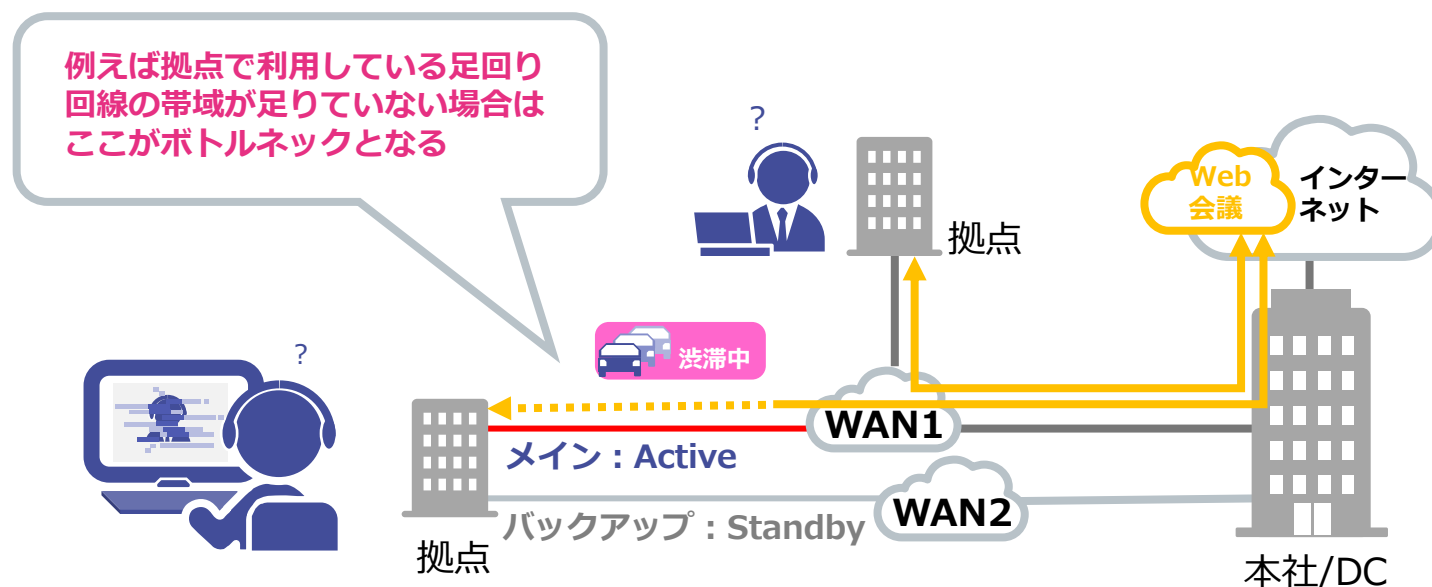 例えば拠点で利用している足回り
回線の帯域が足りていない場合は
ここがボトルネックとなる
?
拠点
Web
会議
インター
ネット
渋滞中
?
WAN1
メイン：Active
WAN2
バックアップ：Standby
拠点
本社/DC